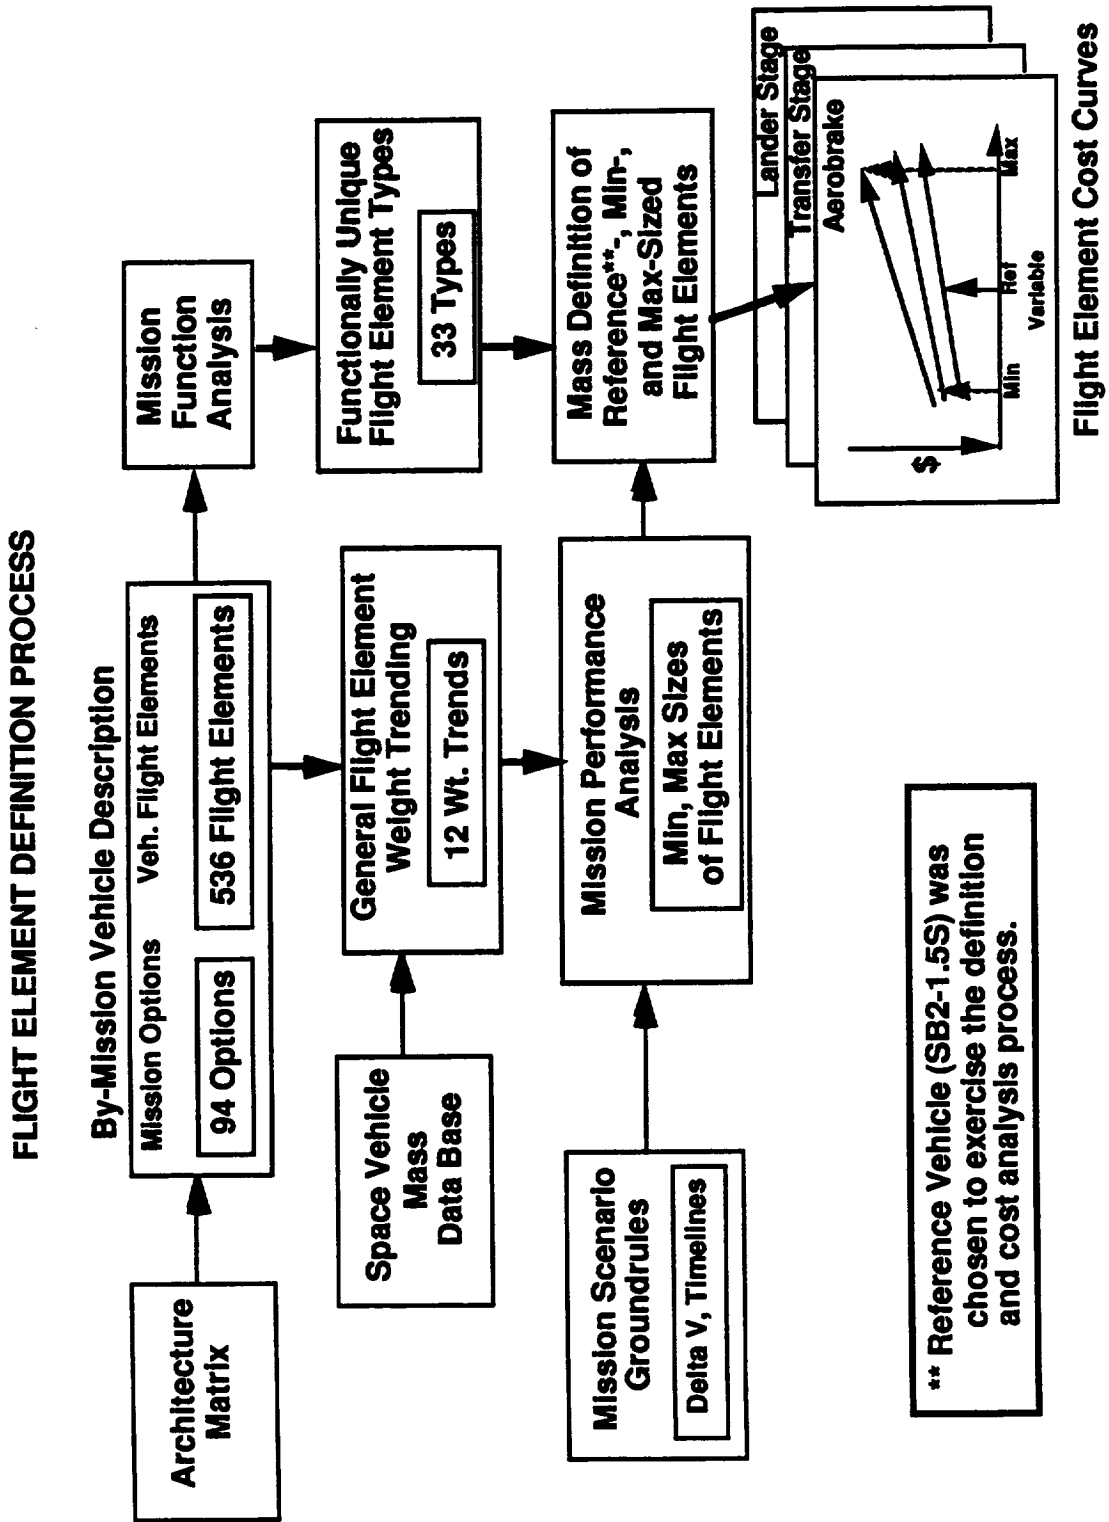 FLIGHT ELEMENT DEFINITION PROCESS
By-Mission Vehicle Description
Architecture
Matrix
Mission Options
94 Options
Veh. Flight Elements
536 Flight Elements
Mission
Function
Analysis
Space Vehicle
Mass
Data Base
General Flight Element
Weight Trending
12 Wt. Trends
Functionally Unique
Flight Element Types
33 Types
Mission Scenario
Groundrules
Delta V, Timelines
Mission Performance
Analysis
Min, Max Sizes
of Flight Elements
Mass Definition of
Reference**-, Min-,
and Max-Sized
Flight Elements
Lander Stage
Transfer Stage
Aerobrake
$
Min
Ref
Max
Variable
Flight Element Cost Curves
** Reference Vehicle (SB2-1.5S) was
chosen to exercise the definition
and cost analysis process.